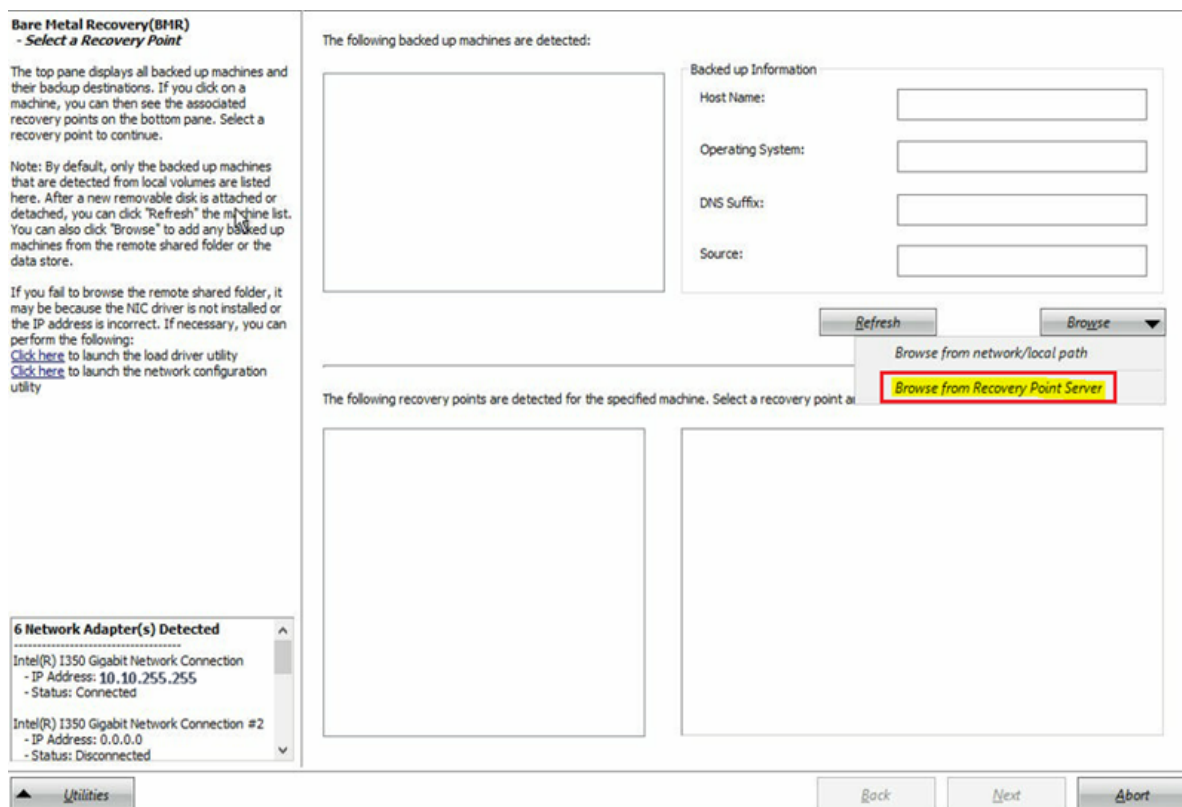 Bare Metal Recovery(BMR)
- Select a Recovery Point
The top pane displays all backed up machines and
their backup destinations. If you click on a
machine, you can then see the associated
recovery points on the bottom pane. Select a
recovery point to continue.
Note: By default, only the backed up machines
that are detected from local volumes are listed
here. After a new removable disk is attached or
detached, you can click "Refresh" the machine list.
You can also click "Browse" to add any backed up
machines from the remote shared folder or the
data store.
If you fail to browse the remote shared folder, it
may be because the NIC driver is not installed or
the IP address is incorrect. If necessary, you can
perform the following:
Click here to launch the load driver utility
Click here to launch the network configuration
utility
6 Network Adapter(s) Detected
------------------------------------
Intel(R) I350 Gigabit Network Connection
- IP Address: 10.10.255.255
- Status: Connected
Intel(R) I350 Gigabit Network Connection #2
- IP Address: 0.0.0.0
- Status: Disconnected
The following backed up machines are detected:
Backed up Information
Host Name:
Operating System:
DNS Suffix:
Source:
Refresh
Browse
Browse from network/local path
Browse from Recovery Point Server
The following recovery points are detected for the specified machine. Select a recovery point
Utilities
Back
Next
Abort